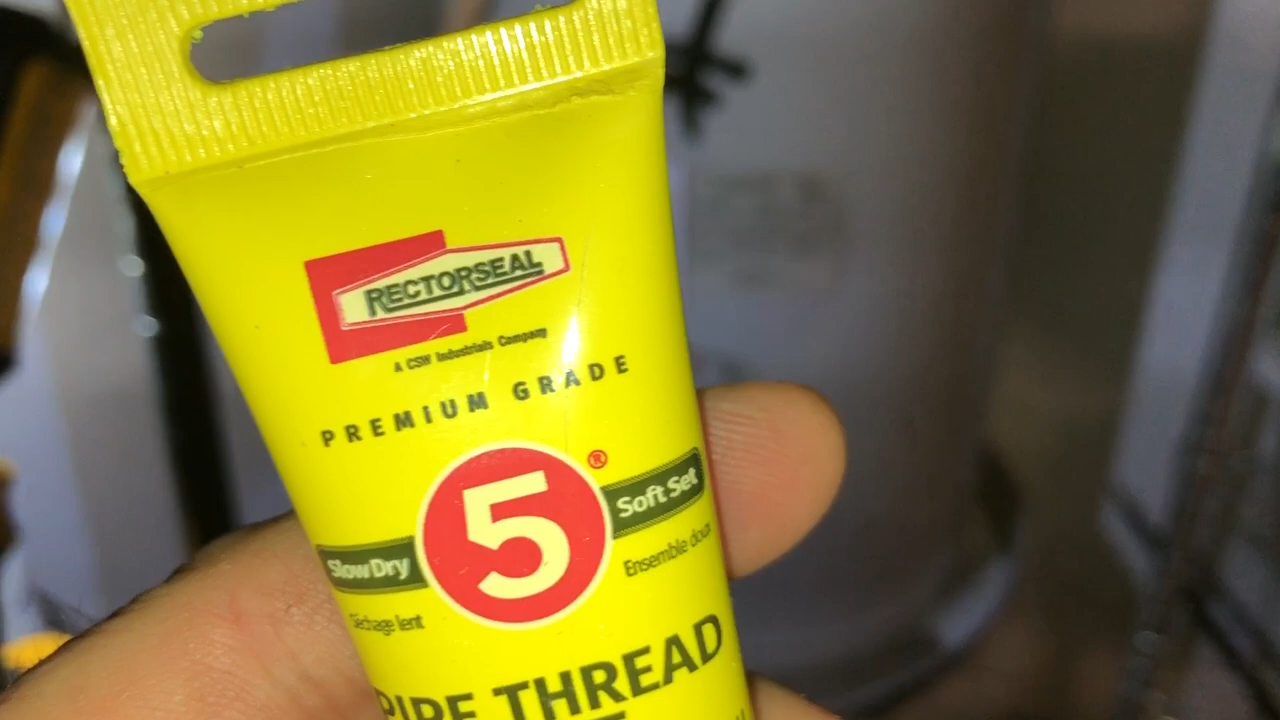 RECTORSEAL
A CSW Industrials Company
PREMIUM GRADE
5®
Slow Dry
Soft Set
Séchage lent
Ensemble doux
PIPE THREAD